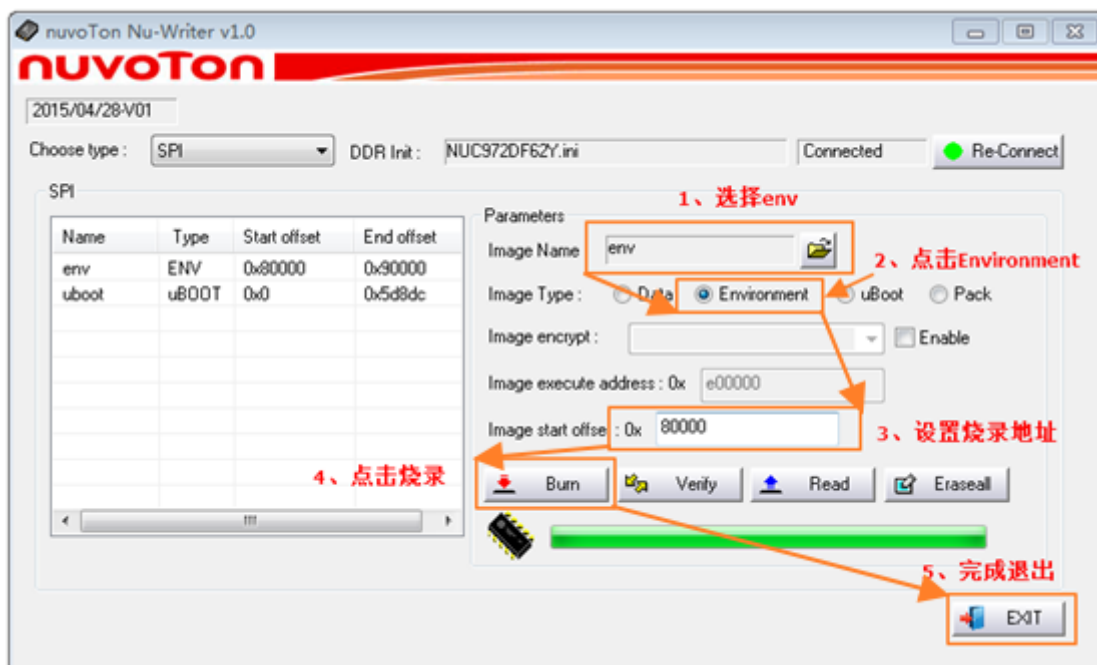 nuvoTon Nu-Writer v1.0
nuvoTon
2015/04/28-V01
Choose type : SPI DDR Init : NUC972DF62Y.ini Connected Re-Connect
SPI
1、选择env
Parameters
Name Type Start offset End offset
env ENV 0x80000 0x90000
uboot uBOOT 0x0 0x5d8dc
Image Name env
2、点击Environment
Image Type : Data Environment uBoot Pack
Image encrypt : Enable
Image execute address : 0x e00000
Image start offset : 0x 80000
3、设置烧录地址
4、点击烧录
Burn Verify Read Eraseall
5、完成退出
EXIT